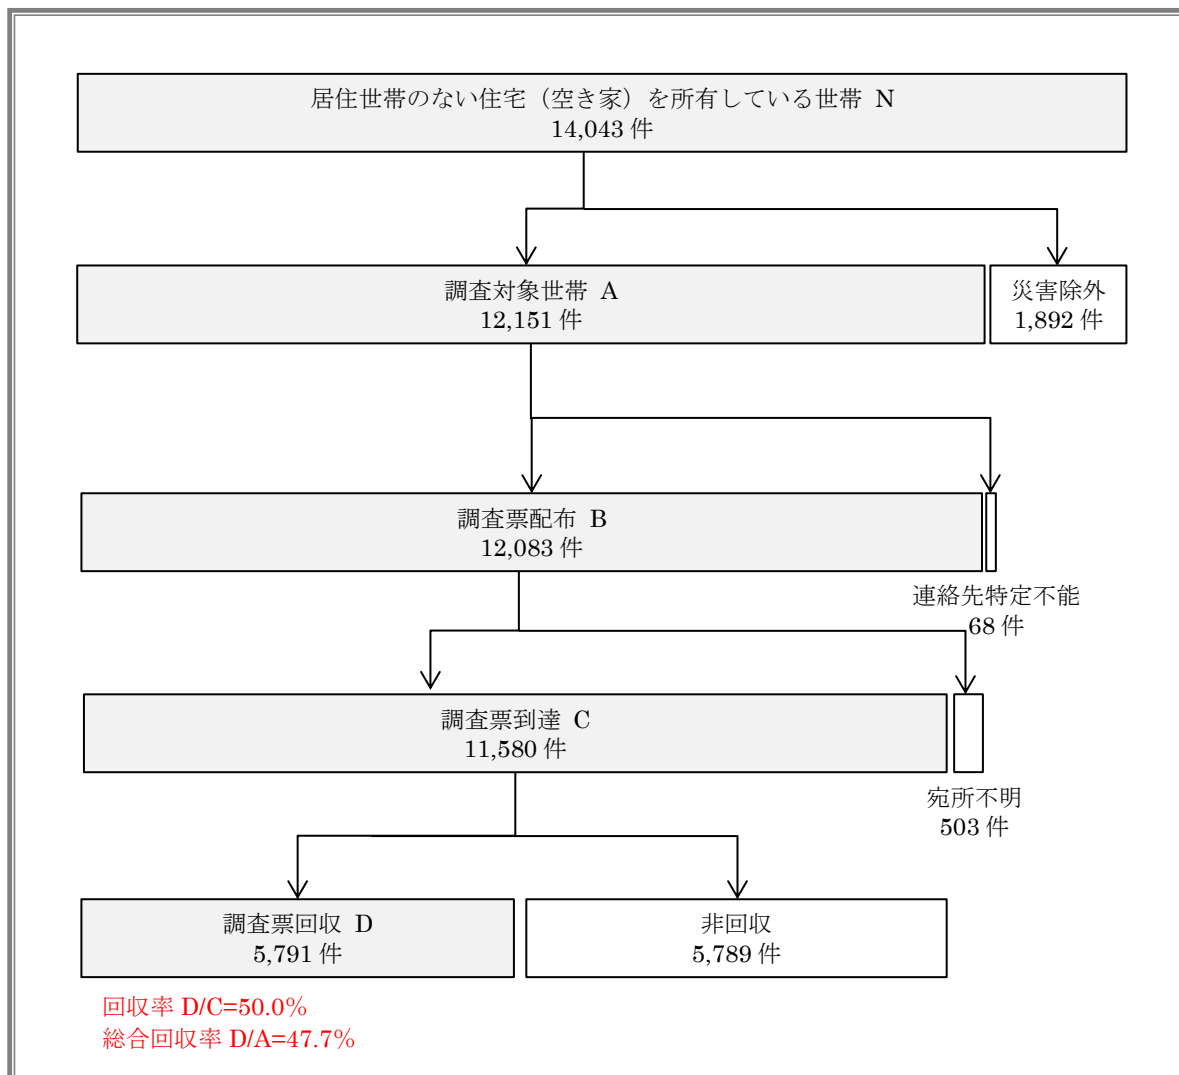 居住世帯のない住宅（空き家）を所有している世帯 N
14,043 件
調査対象世帯 A
12,151 件
災害除外
1,892 件
調査票配布 B
12,083 件
連絡先特定不能
68 件
調査票到達 C
11,580 件
宛所不明
503 件
調査票回収 D
5,791 件
非回収
5,789 件
回収率 D/C=50.0%
総合回収率 D/A=47.7%